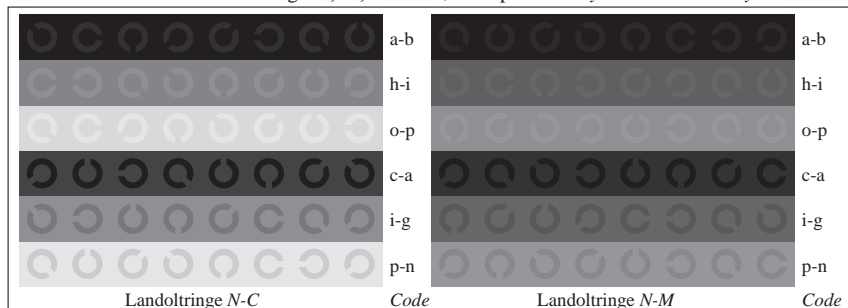 a-b a-b
h-i h-i
o-p o-p
c-a c-a
i-g i-g
p-n p-n
Landoltringe N-C Code Landoltringe N-M Code